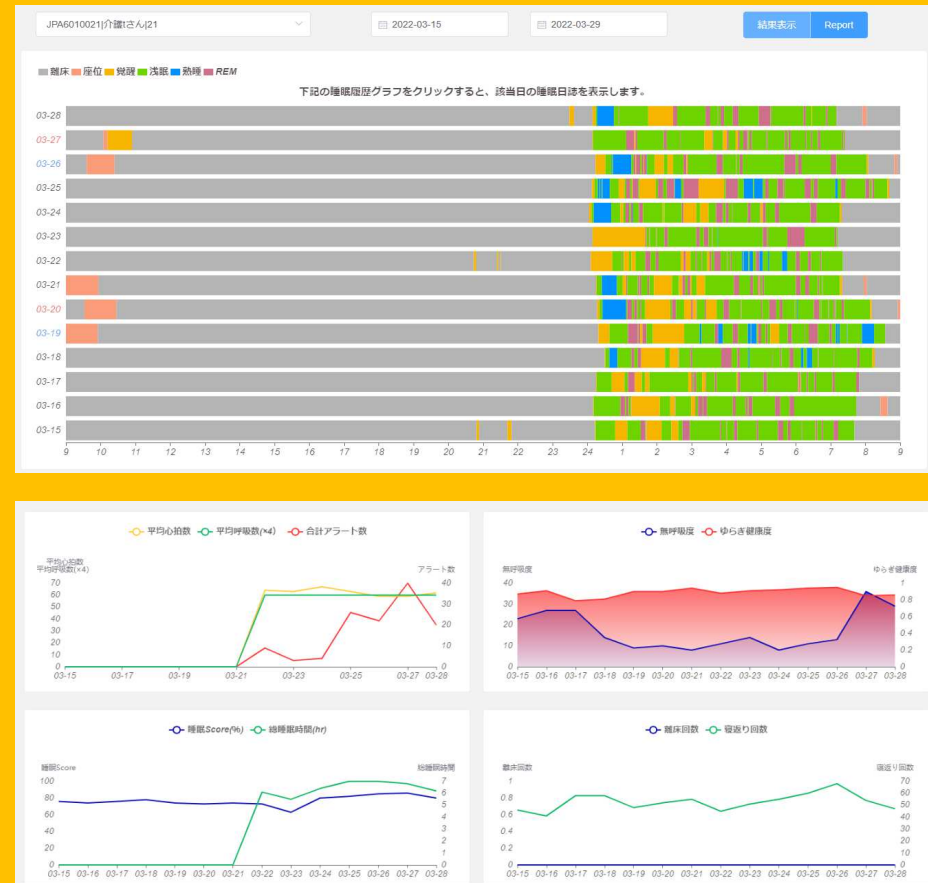 JPA6010021|介護tさん|21 2022-03-15 2022-03-29 結果表示 Report
離床 座位 覚醒 浅眠 熟睡 REM
下記の睡眠履歴グラフをクリックすると、該当日の睡眠日誌を表示します。
03-28
03-27
03-26
03-25
03-24
03-23
03-22
03-21
03-20
03-19
03-18
03-17
03-16
03-15
9 10 11 12 13 14 15 16 17 18 19 20 21 22 23 24 1 2 3 4 5 6 7 8 9
平均心拍数 平均呼吸数(×4) 合計アラート数
平均心拍数
平均呼吸数(×4) アラート数
70 40
60
50 30
40
30 20
20 10
10
0 0
03-15 03-17 03-19 03-21 03-23 03-25 03-27 03-28
無呼吸度 ゆらぎ健康度
無呼吸度 ゆらぎ健康度
40 1
30 0.8
0.6
20 0.4
10 0.2
0 0
03-15 03-16 03-17 03-18 03-19 03-20 03-21 03-22 03-23 03-24 03-25 03-26 03-27 03-28
睡眠Score(%) 総睡眠時間(hr)
睡眠Score 総睡眠時間
100 7
80 6
5
60 4
40 3
20 2
1
0 0
03-15 03-16 03-17 03-18 03-19 03-20 03-21 03-22 03-23 03-24 03-25 03-26 03-27 03-28
離床回数 寝返り回数
離床回数 寝返り回数
1 70
0.8 60
50
0.6 40
0.4 30
0.2 20
10
0 0
03-15 03-16 03-17 03-18 03-19 03-20 03-21 03-22 03-23 03-24 03-25 03-26 03-27 03-28